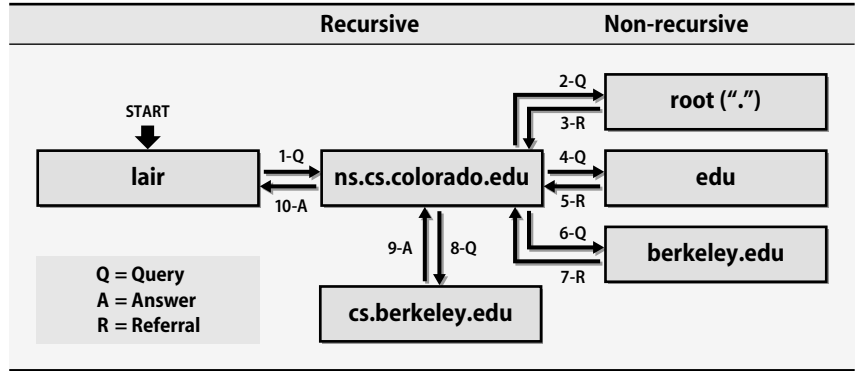 Recursive Non-recursive
2-Q
root (“.”)
START
3-R
1-Q
4-Q
lair
ns.cs.colorado.edu
edu
10-A
5-R
6-Q
9-A 8-Q
berkeley.edu
7-R
Q = Query
A = Answer
R = Referral
cs.berkeley.edu